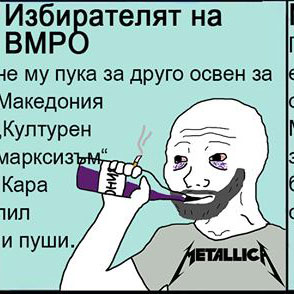 Избирателят на
ВМРО
не му пука за друго освен за
Македония
„Културен
марксизъм“
Кара
пил
и пуши.
METALLICA